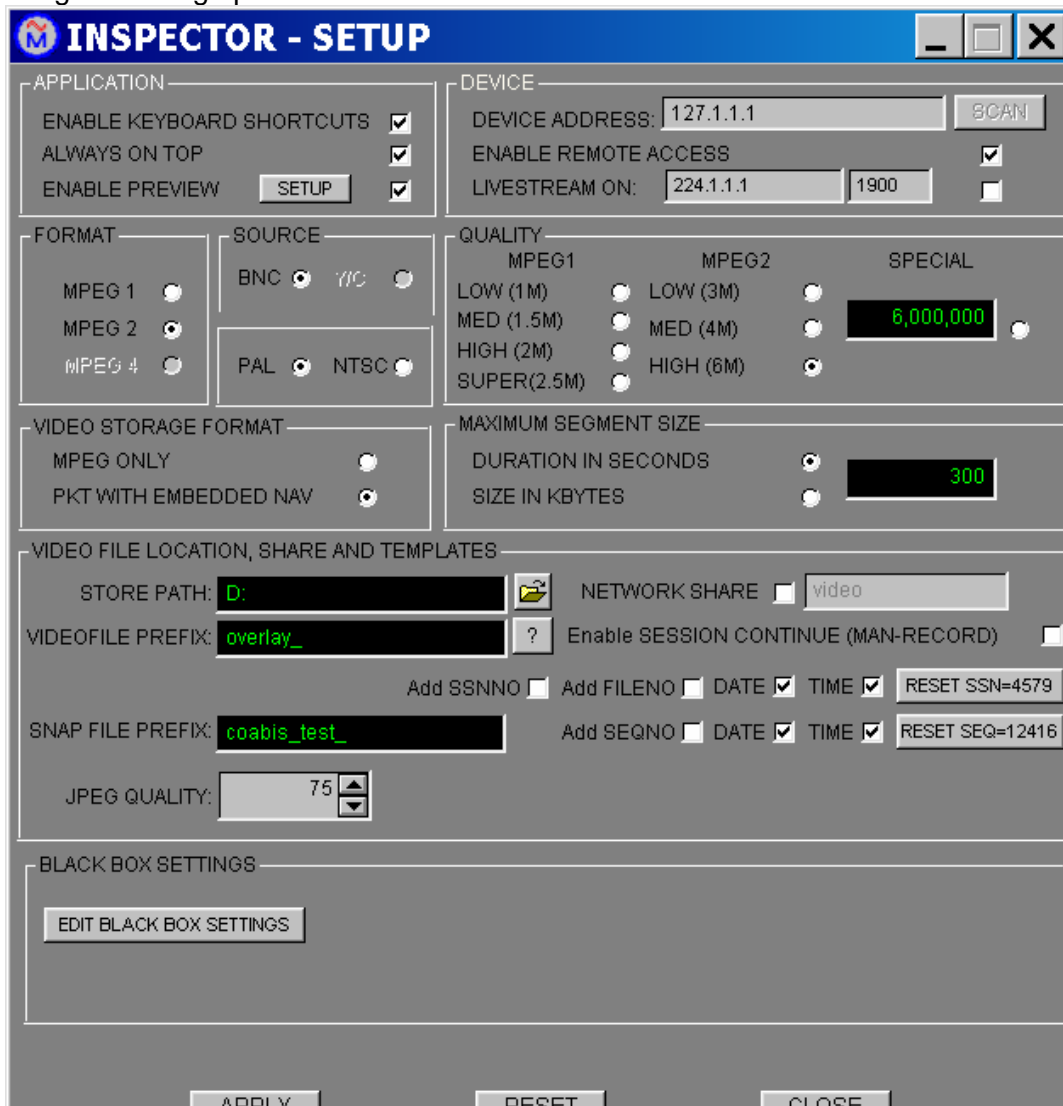 INSPECTOR - SETUP
APPLICATION
ENABLE KEYBOARD SHORTCUTS
ALWAYS ON TOP
ENABLE PREVIEW SETUP
DEVICE
DEVICE ADDRESS: 127.1.1.1 SCAN
ENABLE REMOTE ACCESS
LIVESTREAM ON: 224.1.1.1 1900
FORMAT
MPEG 1
MPEG 2
MPEG 4
SOURCE
BNC Y/C
PAL NTSC
QUALITY
MPEG1 MPEG2 SPECIAL
LOW (1M) LOW (3M)
MED (1.5M) MED (4M) 6,000,000
HIGH (2M) HIGH (6M)
SUPER(2.5M)
VIDEO STORAGE FORMAT
MPEG ONLY
PKT WITH EMBEDDED NAV
MAXIMUM SEGMENT SIZE
DURATION IN SECONDS 300
SIZE IN KBYTES
VIDEO FILE LOCATION, SHARE AND TEMPLATES
STORE PATH: D: NETWORK SHARE video
VIDEOFILE PREFIX: overlay_ ? Enable SESSION CONTINUE (MAN-RECORD)
Add SSNNO Add FILENO DATE TIME RESET SSN=4579
SNAP FILE PREFIX: coabis_test_ Add SEQNO DATE TIME RESET SEQ=12416
JPEG QUALITY: 75
BLACK BOX SETTINGS
EDIT BLACK BOX SETTINGS
APPLY RESET CLOSE